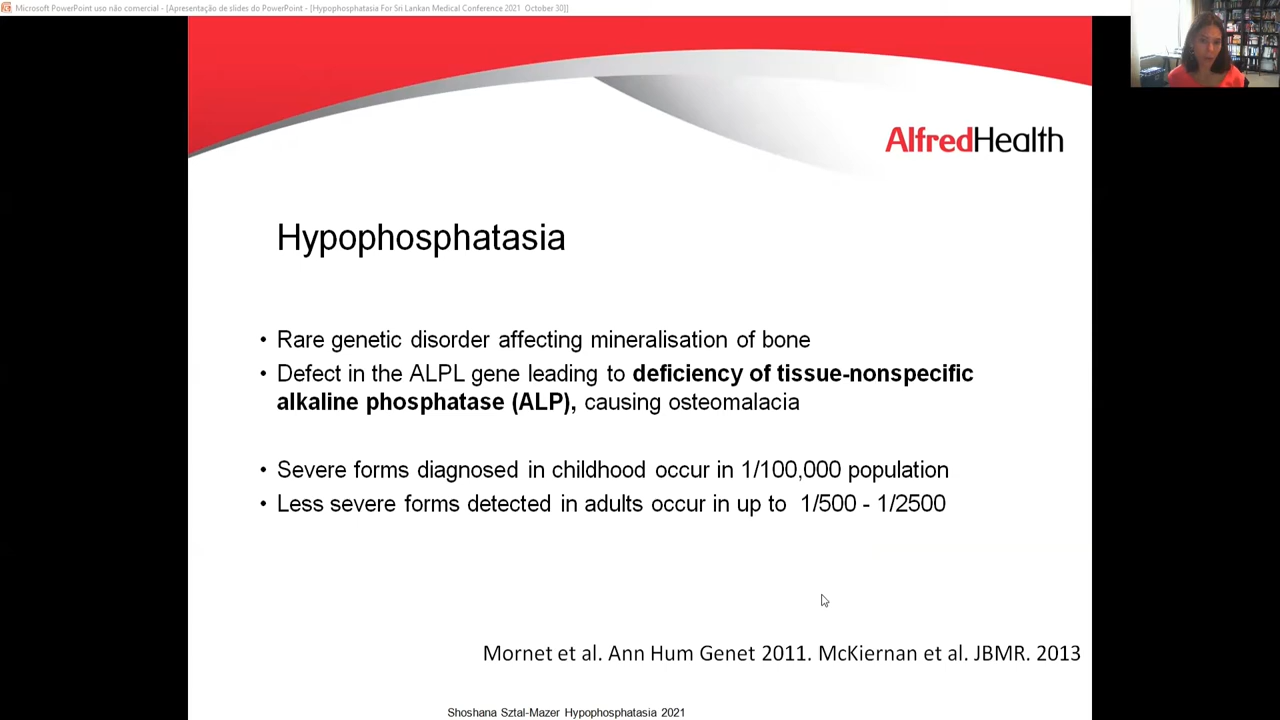 Microsoft PowerPoint uso não comercial - [Apresentação de slides do PowerPoint - [Hypophosphatasia For Sri Lankan Medical Conference 2021 October 30]]
AlfredHealth
Hypophosphatasia
• Rare genetic disorder affecting mineralisation of bone
• Defect in the ALPL gene leading to deficiency of tissue-nonspecific
alkaline phosphatase (ALP), causing osteomalacia
• Severe forms diagnosed in childhood occur in 1/100,000 population
• Less severe forms detected in adults occur in up to 1/500 - 1/2500
Mornet et al. Ann Hum Genet 2011. McKiernan et al. JBMR. 2013
Shoshana Sztal-Mazer Hypophosphatasia 2021